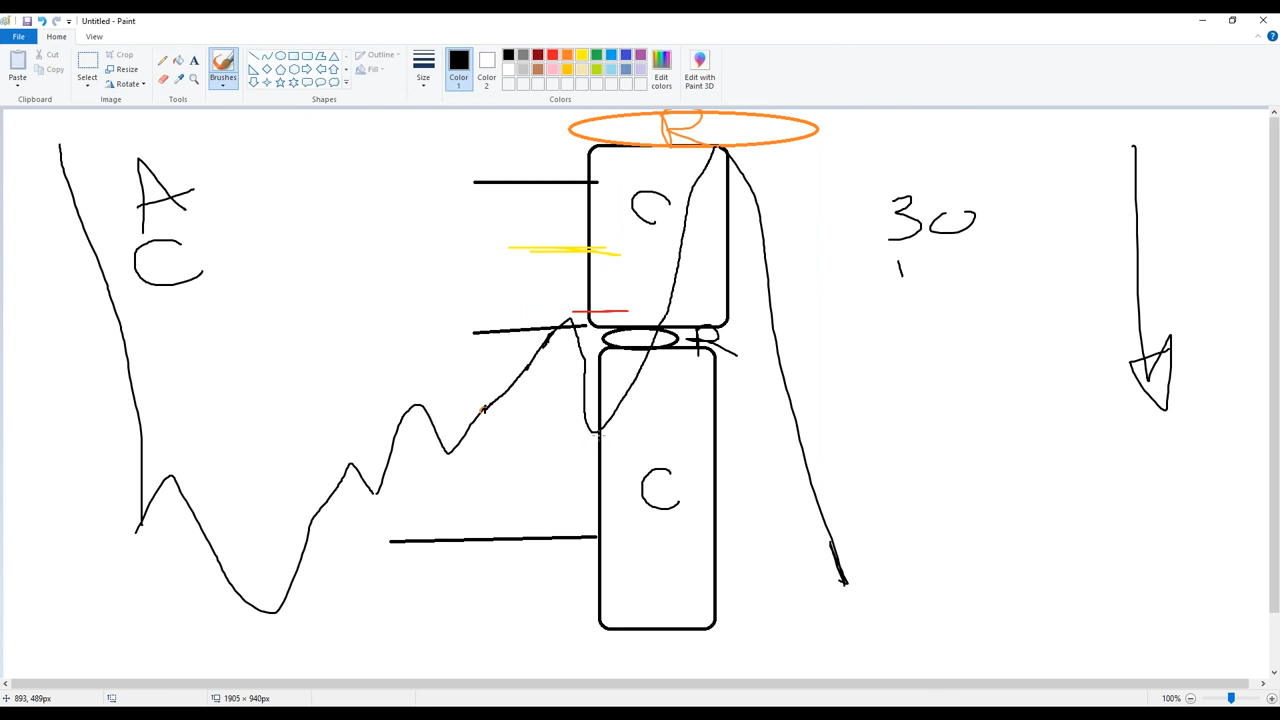 Untitled - Paint
File Home View
Paste
Cut
Copy
Clipboard
Select
Crop
Resize
Rotate
Image
A
Tools
Brushes
Outline
Fill
Shapes
Size
Color 1
Color 2
Edit colors
Edit with Paint 3D
Colors
R
A
C
C
30
R
C
893, 489px
1905 × 940px
100%